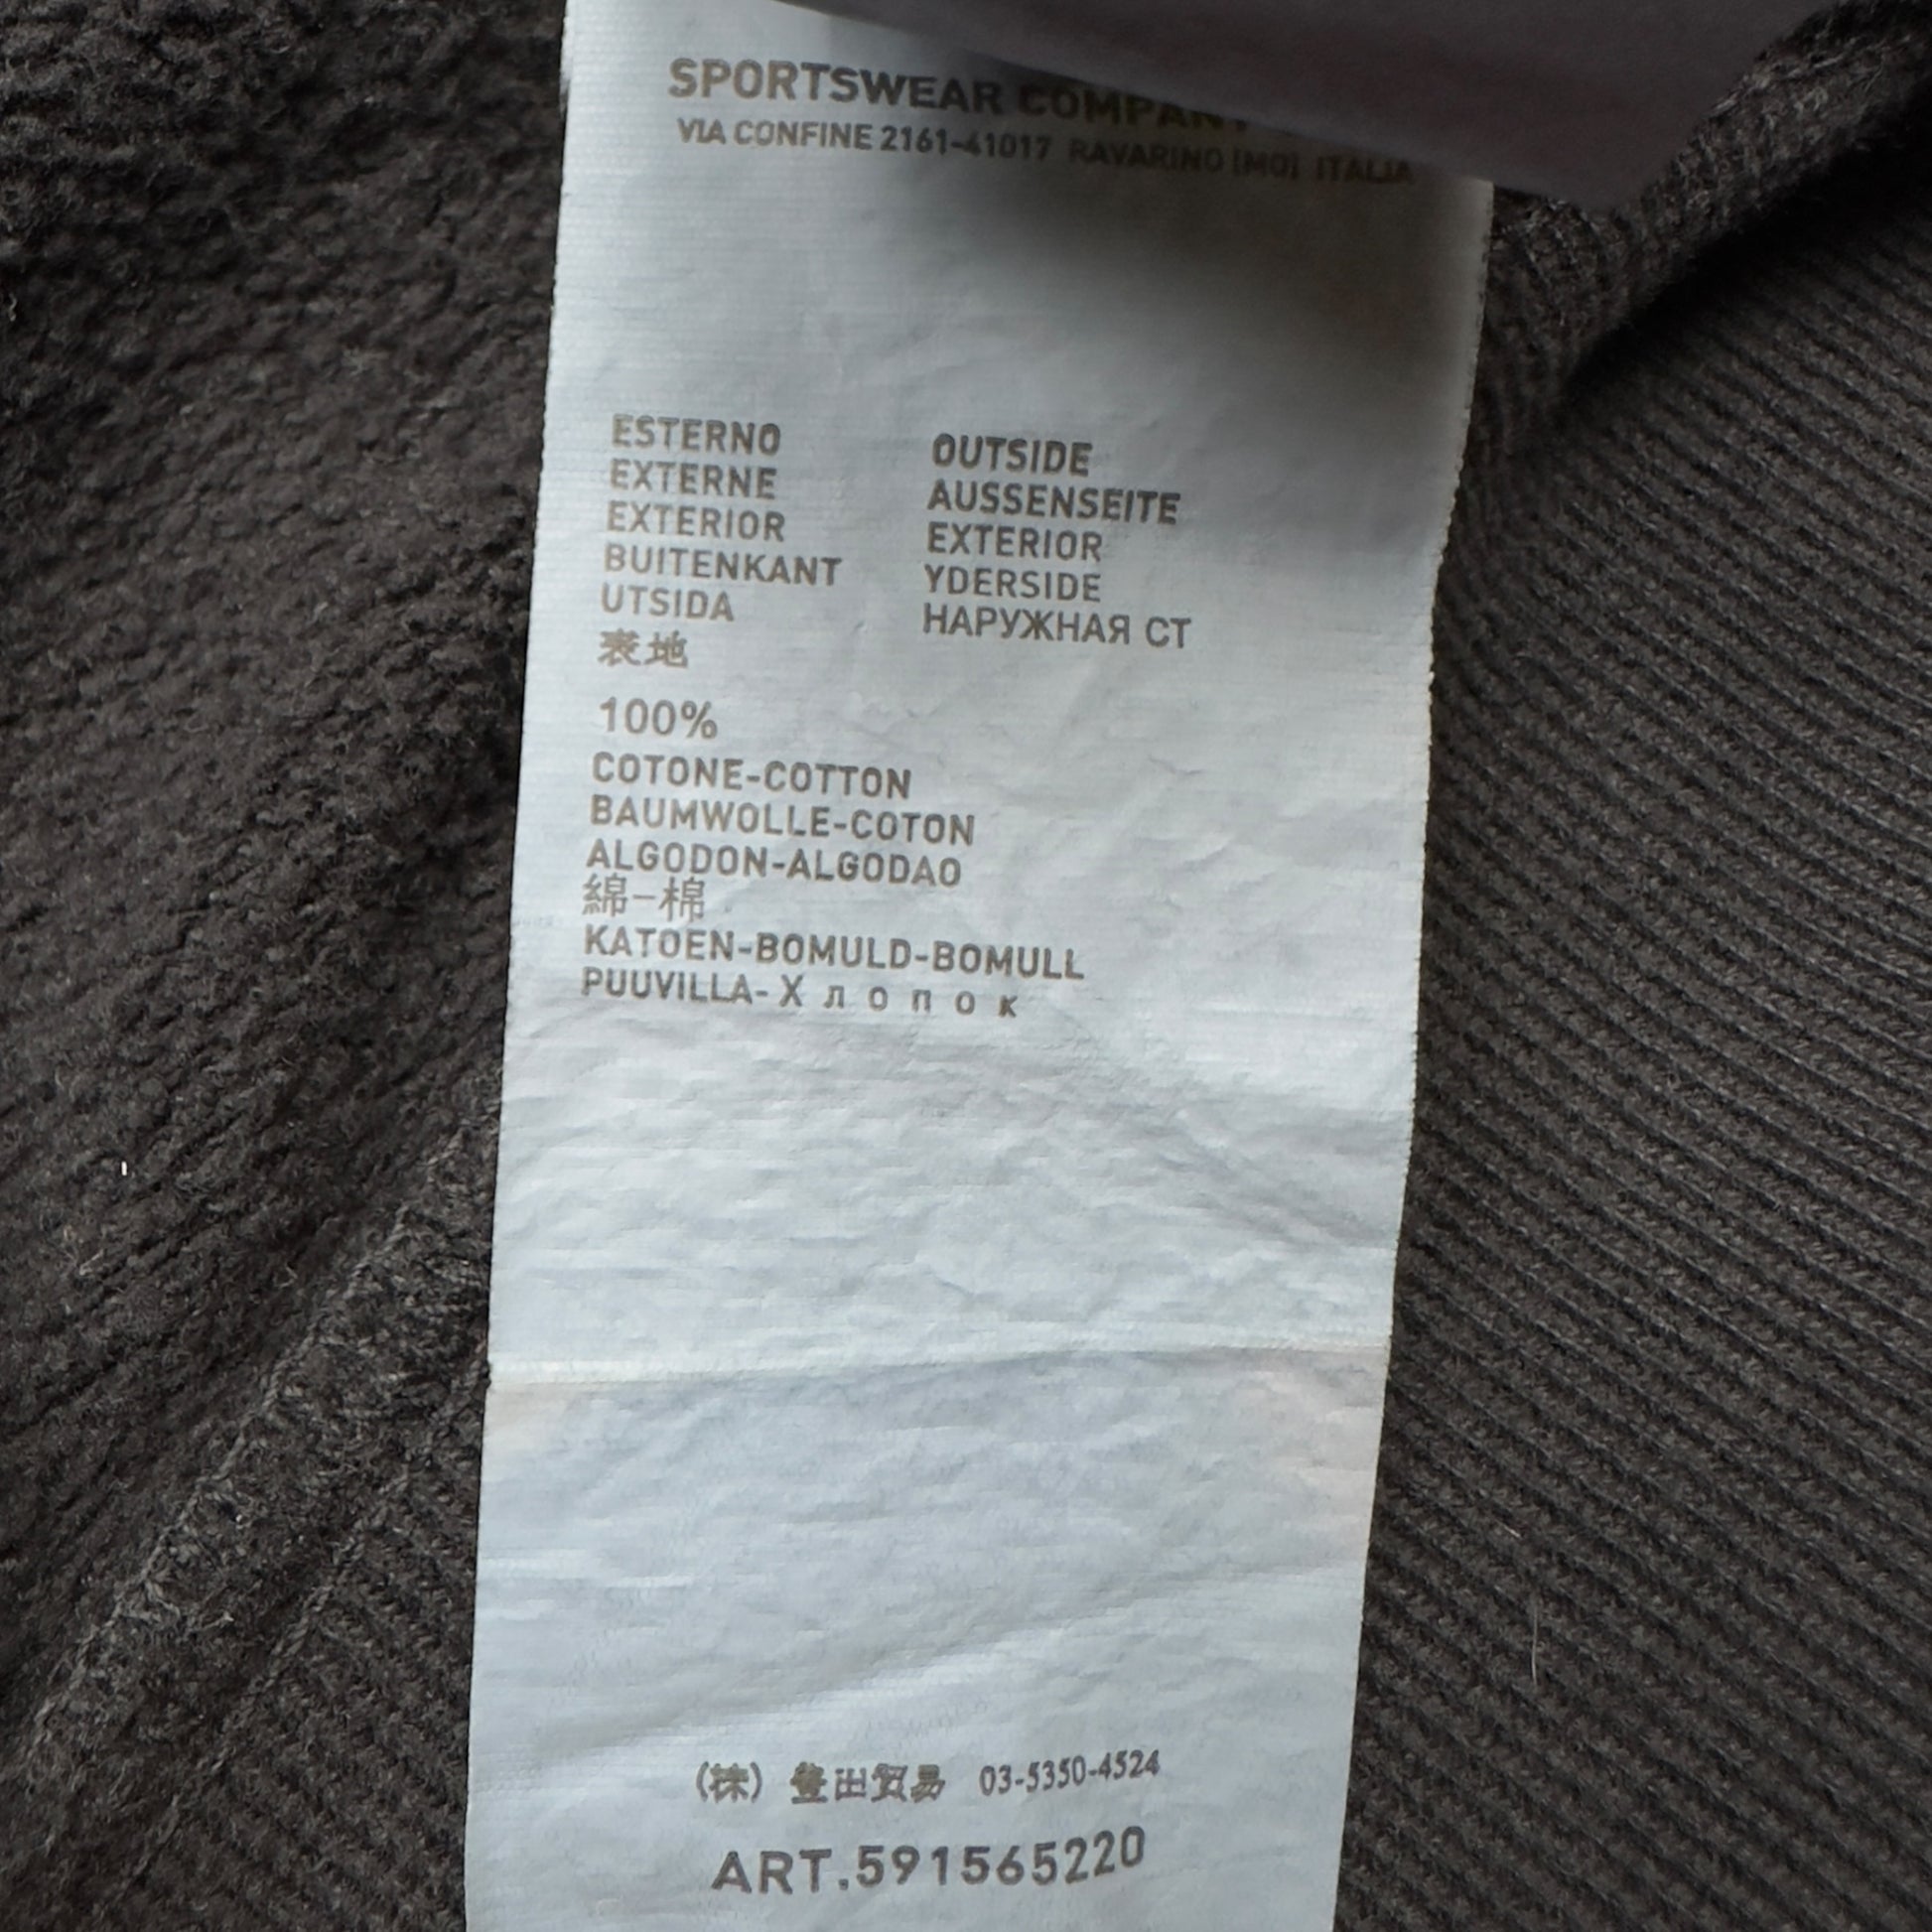 SPORTSWEAR COMPANY
VIA CONFINE 2161-41017 RAVARINO (MO) ITALIA
ESTERNO
EXTERNE
EXTERIOR
BUITENKANT
UTSIDA
表地
OUTSIDE
AUSSENSEITE
EXTERIOR
YDERSIDE
НАРУЖНАЯ СТ
100%
COTONE-COTTON
BAUMWOLLE-COTON
ALGODON-ALGODAO
綿-棉
KATOEN-BOMULD-BOMULL
PUUVILLA-Хлопок
(株) 豊田貿易 03-5350-4524
ART.591565220